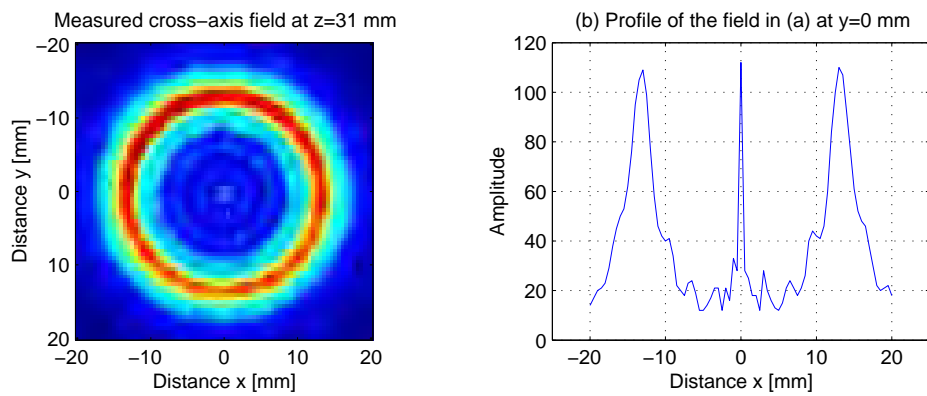 Measured cross−axis field at z=31 mm
−20
−10
0
10
20
Distance y [mm]
−20 −10 0 10 20
Distance x [mm]
(b) Profile of the field in (a) at y=0 mm
120
100
80
60
40
20
0
Amplitude
−20 −10 0 10 20
Distance x [mm]